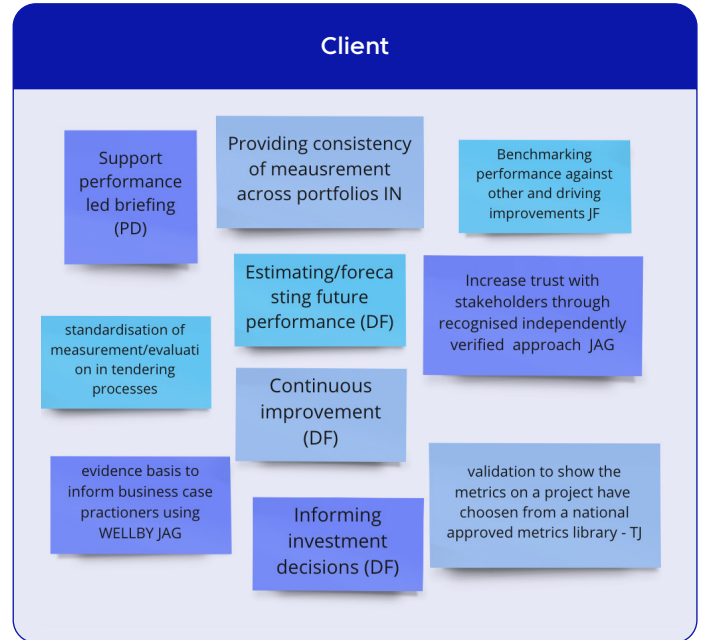 Client
Support
performance
led briefing
(PD)
Providing consistency
of meausrement
across portfolios IN
Benchmarking
performance against
other and driving
improvements JF
Estimating/foreca
sting future
performance (DF)
Increase trust with
stakeholders through
recognised independently
verified approach JAG
standardisation of
measurement/evaluati
on in tendering
processes
Continuous
improvement
(DF)
evidence basis to
inform business case
practioners using
WELLBY JAG
Informing
investment
decisions (DF)
validation to show the
metrics on a project have
choosen from a national
approved metrics library - TJ